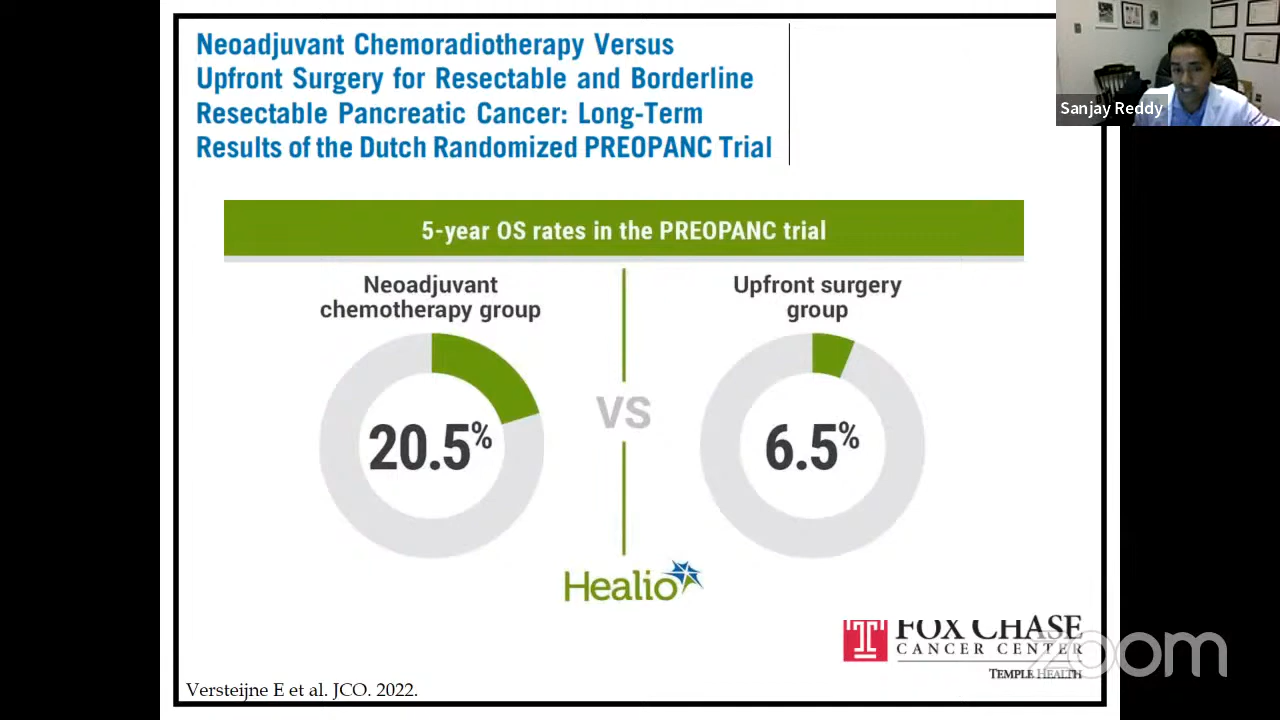 Neoadjuvant Chemoradiotherapy Versus
Upfront Surgery for Resectable and Borderline
Resectable Pancreatic Cancer: Long-Term
Results of the Dutch Randomized PREOPANC Trial
Sanjay Reddy
5-year OS rates in the PREOPANC trial
Neoadjuvant
chemotherapy group
20.5%
VS
Upfront surgery
group
6.5%
Healio
FOX CHASE
CANCER CENTER
TEMPLE HEALTH
zoom
Versteijne E et al. JCO. 2022.